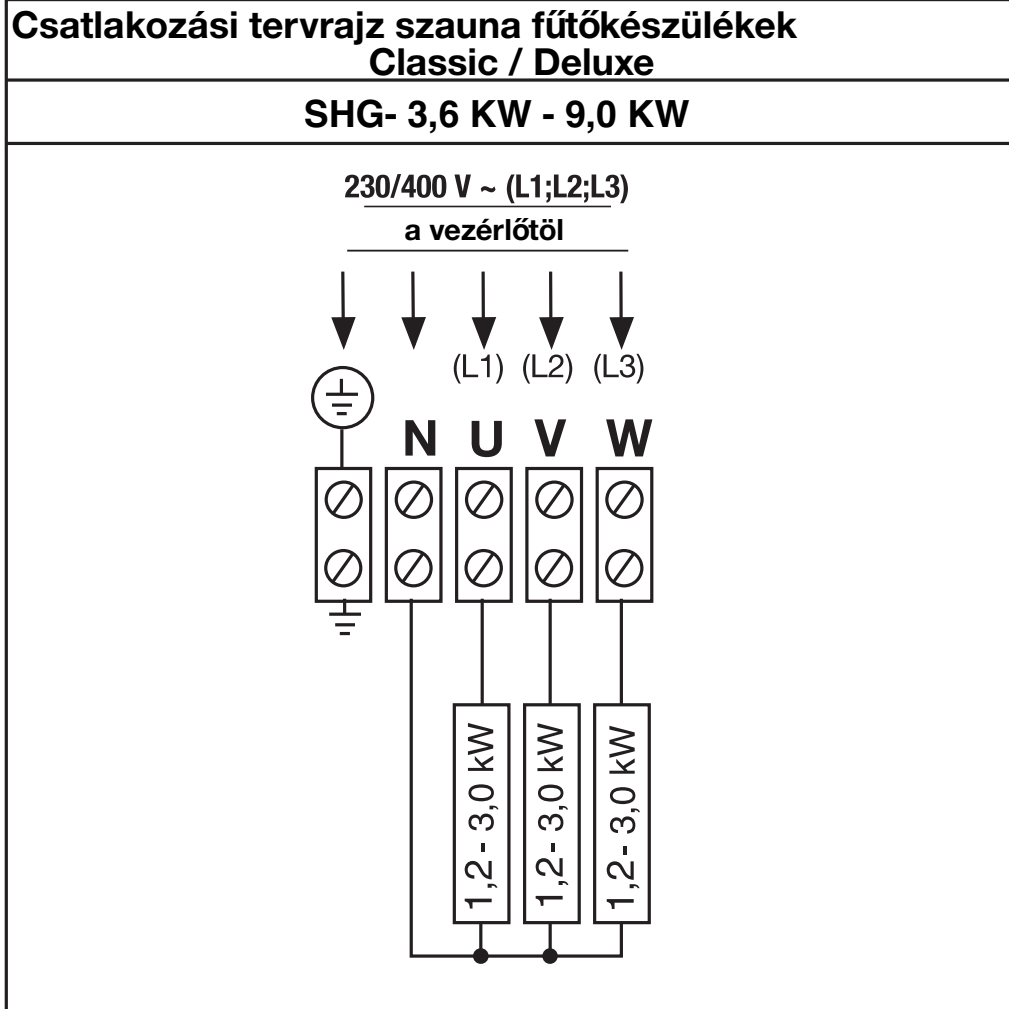 Csatlakozási tervrajz szauna fűtőkészülékek
Classic / Deluxe
SHG- 3,6 KW - 9,0 KW
230/400 V ~ (L1;L2;L3)
a vezérlőtöl
(L1) (L2) (L3)
N U V W
1,2- 3,0 kW
1,2- 3,0 kW
1,2- 3,0 kW